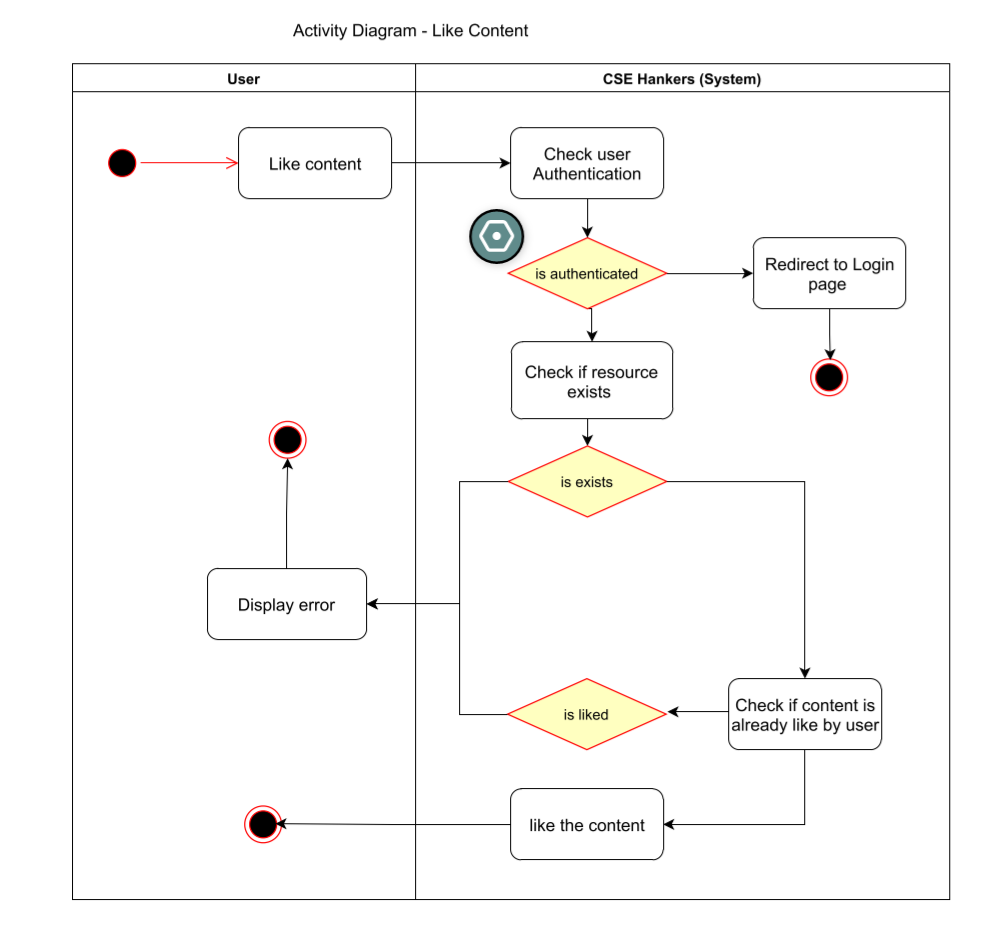 Activity Diagram - Like Content
User
CSE Hankers (System)
Like content
Check user
Authentication
is authenticated
Redirect to Login
page
Check if resource
exists
is exists
Display error
is liked
Check if content is
already like by user
like the content